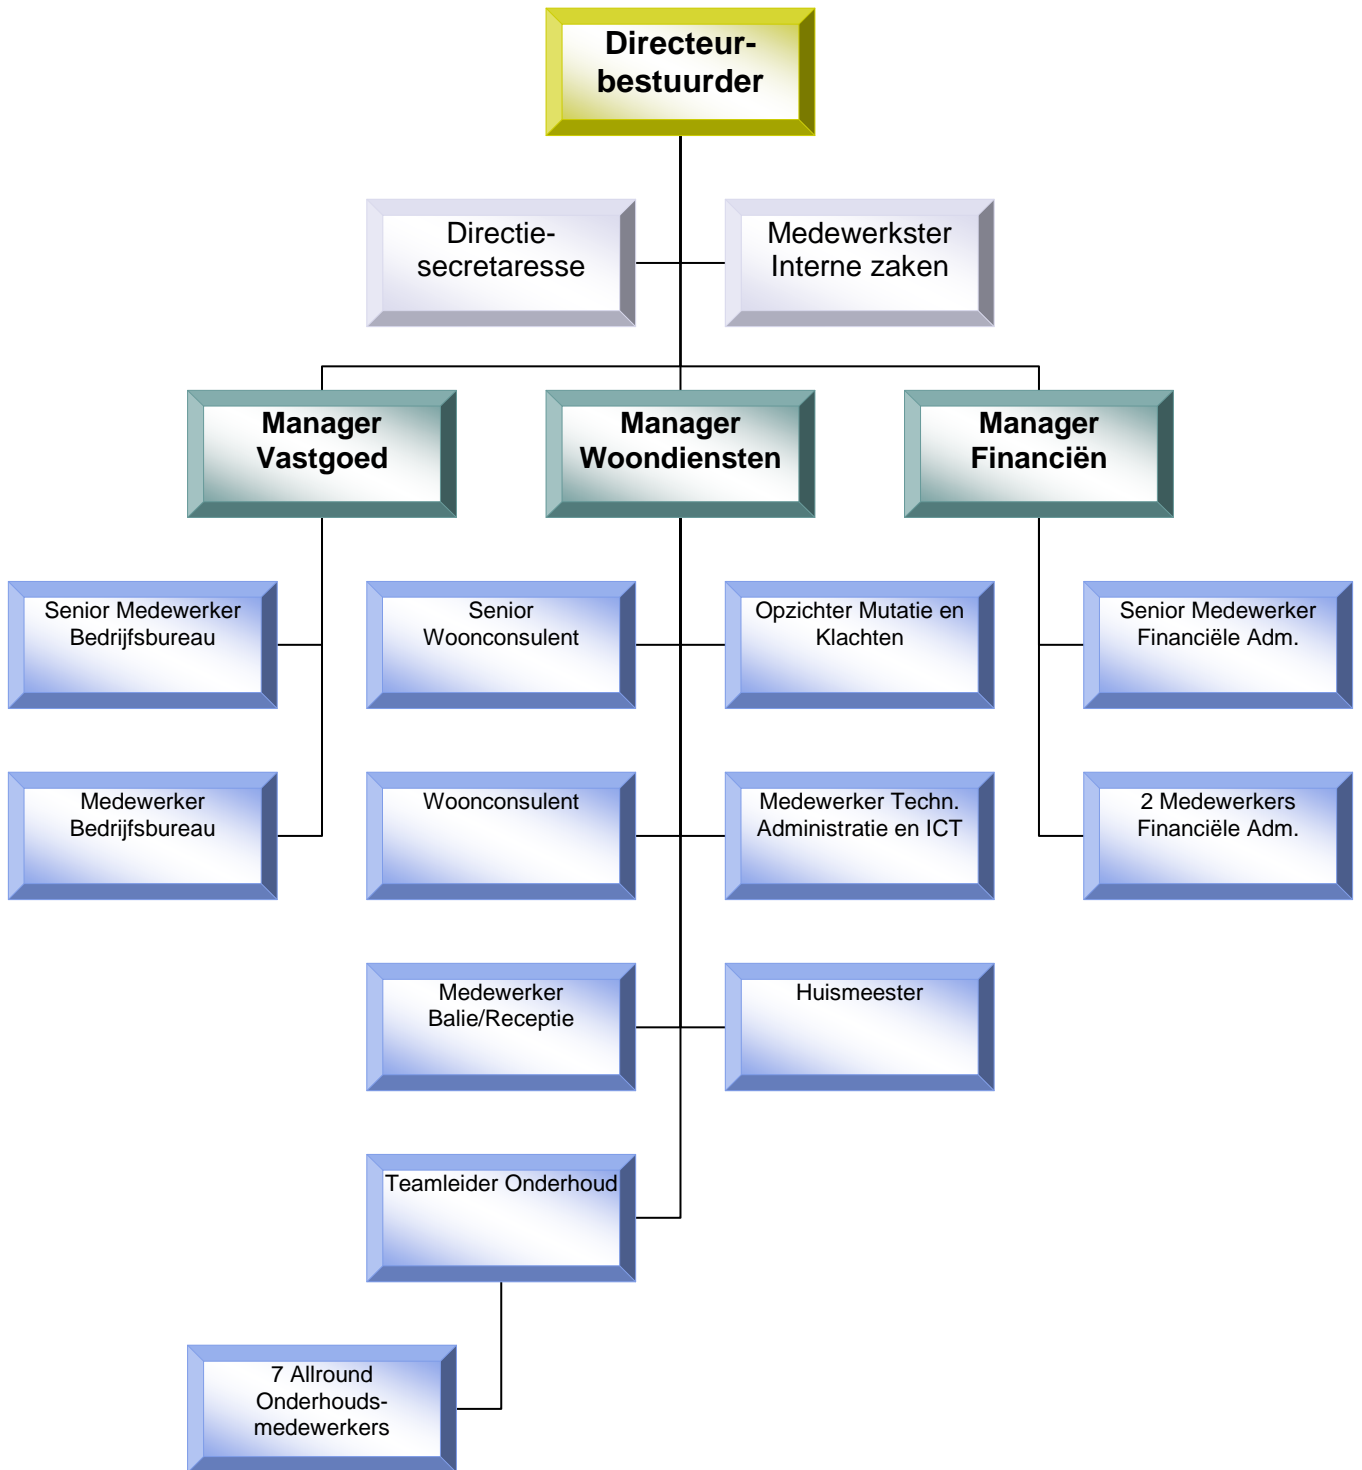 Directeur-
bestuurder
Directie-
secretaresse
Medewerkster
Interne zaken
Manager
Vastgoed
Manager
Woondiensten
Manager
Financiën
Senior Medewerker
Bedrijfsbureau
Senior
Woonconsulent
Opzichter Mutatie en
Klachten
Senior Medewerker
Financiële Adm.
Medewerker
Bedrijfsbureau
Woonconsulent
Medewerker Techn.
Administratie en ICT
2 Medewerkers
Financiële Adm.
Medewerker
Balie/Receptie
Huismeester
Teamleider Onderhoud
7 Allround
Onderhouds-
medewerkers